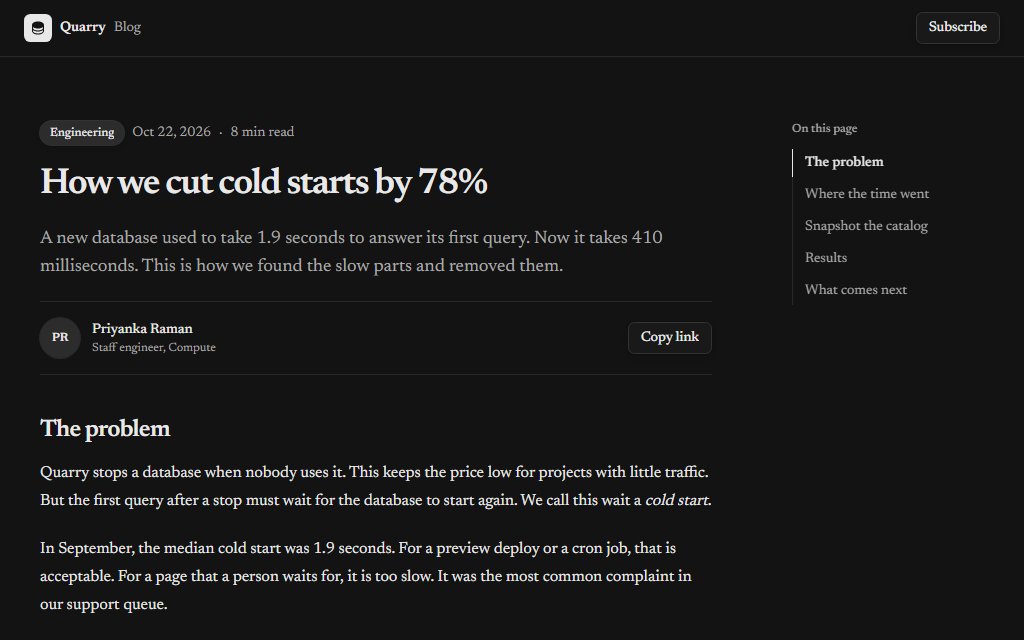 Quarry Blog
Subscribe
Engineering Oct 22, 2026 · 8 min read
How we cut cold starts by 78%
A new database used to take 1.9 seconds to answer its first query. Now it takes 410
milliseconds. This is how we found the slow parts and removed them.
PR
Priyanka Raman
Staff engineer, Compute
Copy link
The problem
Quarry stops a database when nobody uses it. This keeps the price low for projects with little traffic.
But the first query after a stop must wait for the database to start again. We call this wait a cold start.
In September, the median cold start was 1.9 seconds. For a preview deploy or a cron job, that is
acceptable. For a page that a person waits for, it is too slow. It was the most common complaint in
our support queue.
On this page
The problem
Where the time went
Snapshot the catalog
Results
What comes next